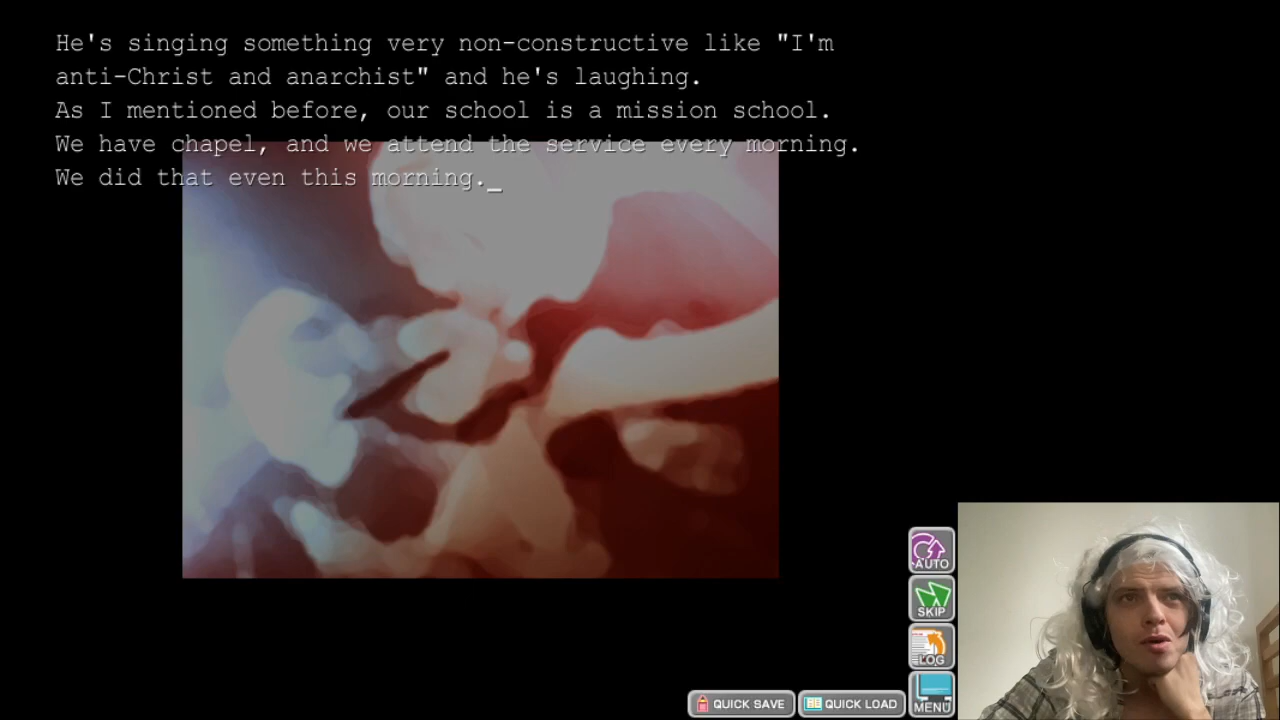 He's singing something very non-constructive like "I'm
anti-Christ and anarchist" and he's laughing.
As I mentioned before, our school is a mission school.
We have chapel, and we attend the service every morning.
We did that even this morning._
AUTO
SKIP
LOG
MENU
QUICK SAVE
QUICK LOAD